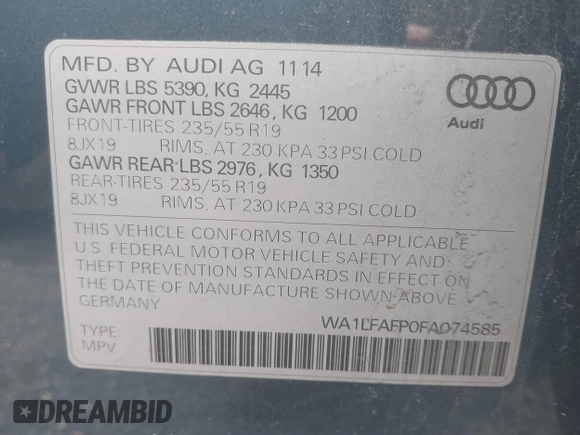 MFD. BY AUDI AG 11 14
GVWR LBS 5390, KG 2445
GAWR FRONT LBS 2646, KG 1200
FRONT-TIRES 235/55 R19
8JX19 RIMS, AT 230 KPA 33 PSI COLD
GAWR REAR LBS 2976, KG 1350
REAR-TIRES 235/55 R19
8JX19 RIMS, AT 230 KPA 33 PSI COLD
Audi
THIS VEHICLE CONFORMS TO ALL APPLICABLE
U.S. FEDERAL MOTOR VEHICLE SAFETY AND
THEFT PREVENTION STANDARDS IN EFFECT ON
THE DATE OF MANUFACTURE SHOWN ABOVE.
GERMANY
WA1LFAFP0FA074585
TYPE
MPV
DREAMBID